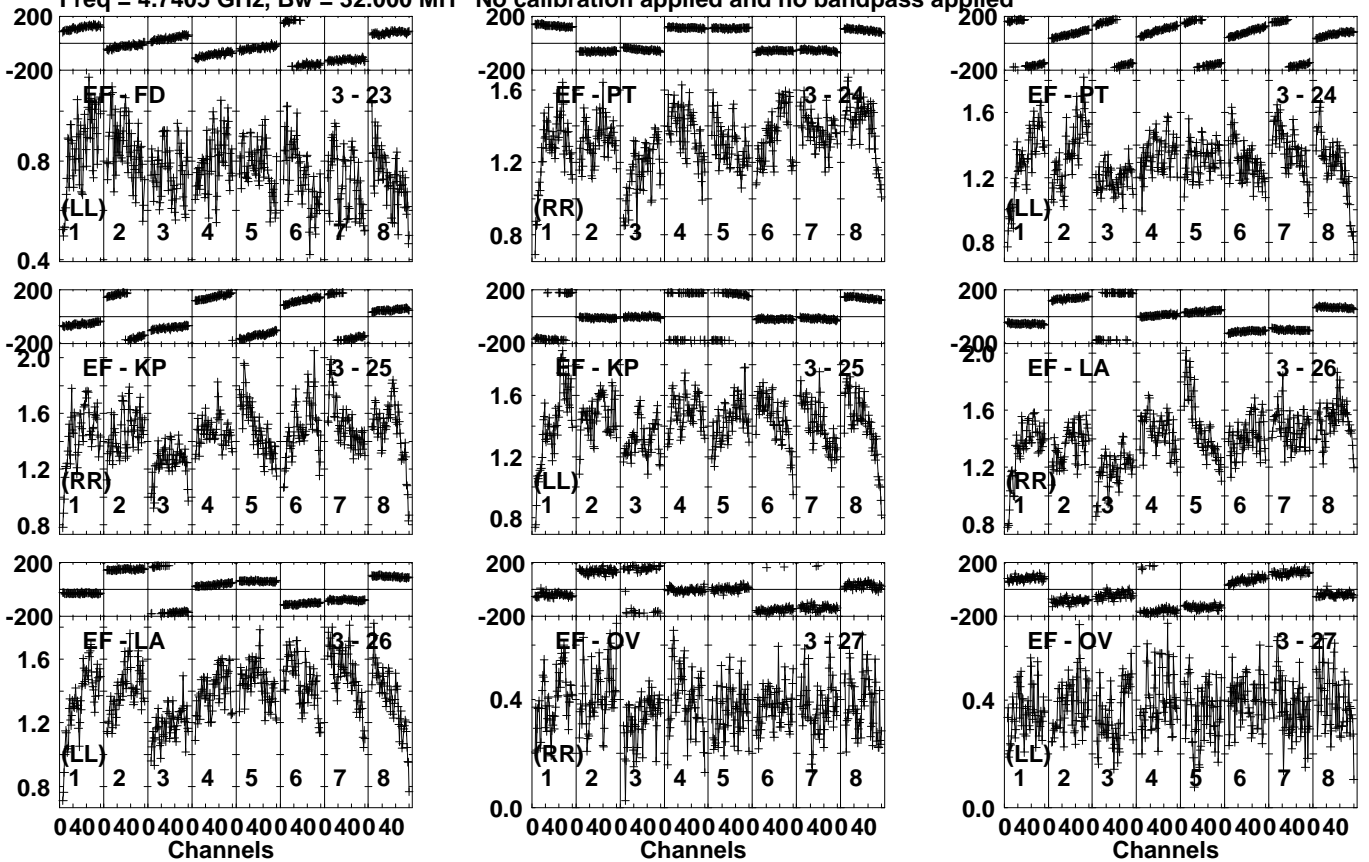 Freq = 4.7405 GHz, Bw = 32.000 MH No calibration applied and no bandpass applied
200 200 200
-200 -200 -200
EF - FD 3 - 23 EF - PT 3 - 24 EF - PT 3 - 24
1.6 1.6
0.8 1.2 1.2
(LL) (RR) (LL)
1 2 3 4 5 6 7 8 1 2 3 4 5 6 7 8 1 2 3 4 5 6 7 8
0.4 0.8 0.8
200 200 200
-200 -200 -200
2.0 2.0
EF - KP 3 - 25 EF - KP 3 - 25 EF - LA 3 - 26
1.6 1.6 1.6
1.2 1.2 1.2
(RR) (LL) (RR)
1 2 3 4 5 6 7 8 1 2 3 4 5 6 7 8 1 2 3 4 5 6 7 8
0.8 0.8 0.8
200 200 200
-200 -200 -200
EF - LA 3 - 26 EF - OV 3 - 27 EF - OV 3 - 27
1.6
0.4 0.4
1.2
(LL) (RR) (LL)
1 2 3 4 5 6 7 8 1 2 3 4 5 6 7 8 1 2 3 4 5 6 7 8
0.8 0.0 0.0
0 40 0 40 0 40 0 40 0 40 0 40 0 40 0 40 0 40 0 40 0 40 0 40 0 40 0 40 0 40 0 40 0 40 0 40 0 40 0 40 0 40 0 40 0 40 0 40
Channels Channels Channels